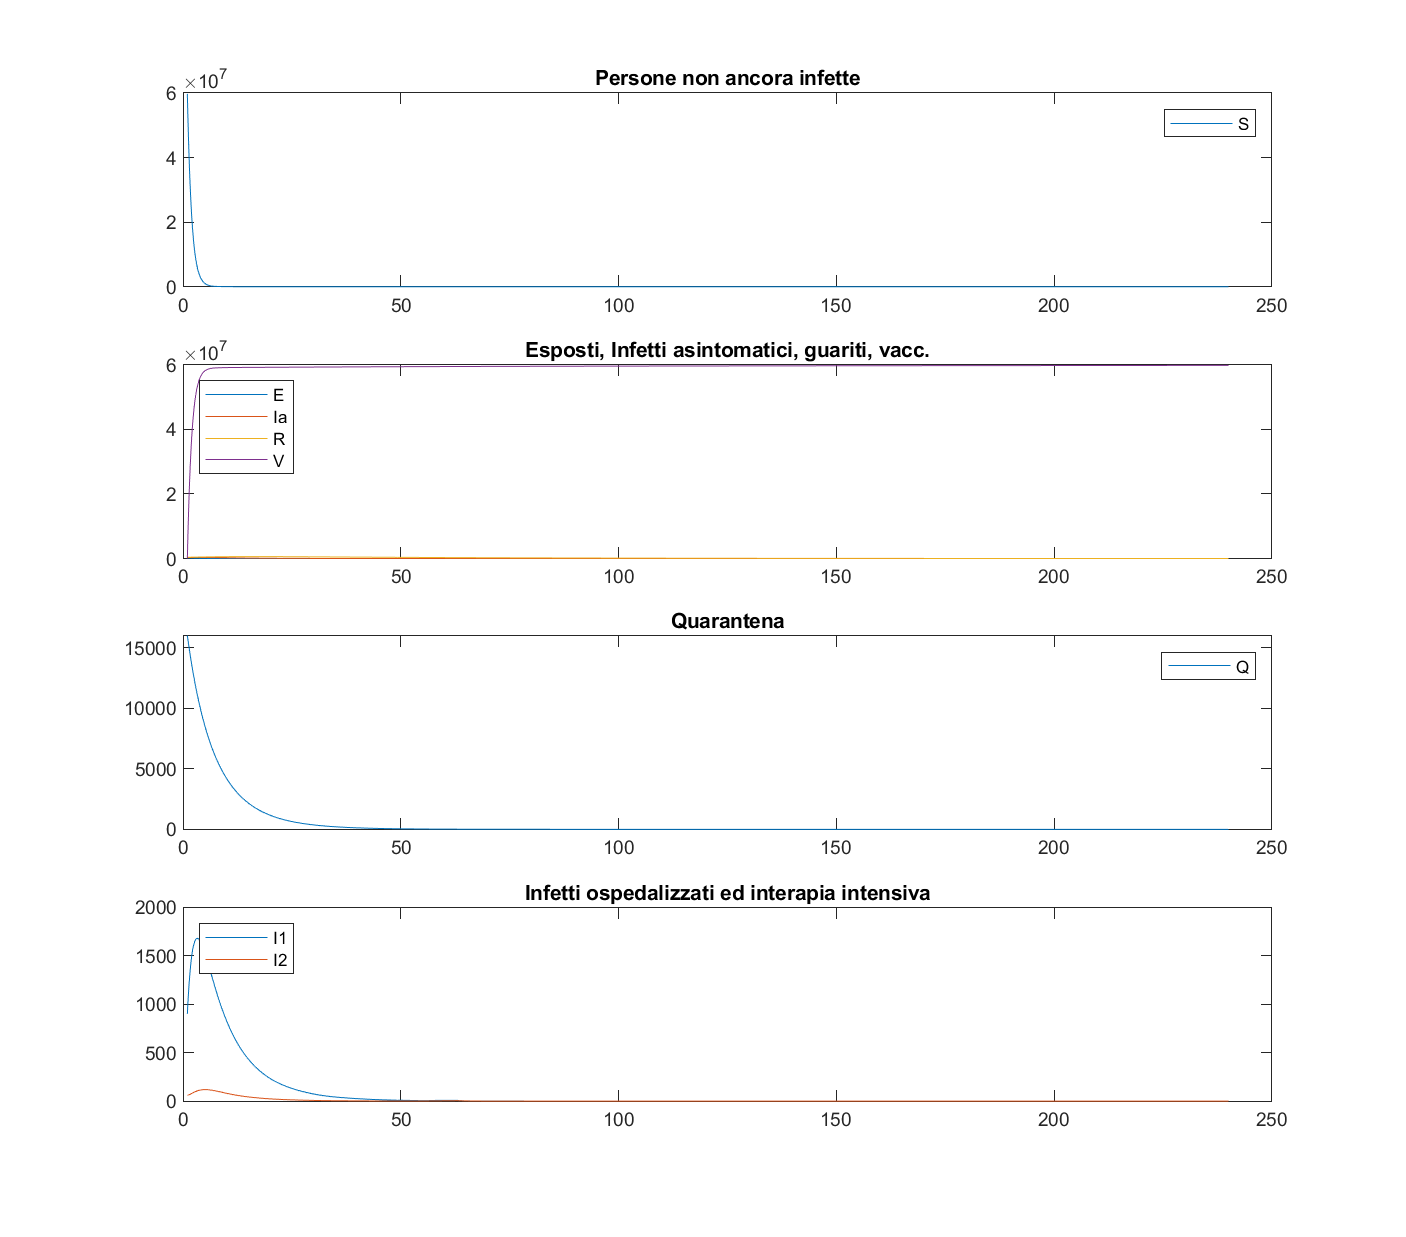 Persone non ancora infette
×10^7
6
4
2
0
0 50 100 150 200 250
S
Esposti, Infetti asintomatici, guariti, vacc.
×10^7
6
4
2
0
0 50 100 150 200 250
E
Ia
R
V
Quarantena
15000
10000
5000
0
0 50 100 150 200 250
Q
Infetti ospedalizzati ed interapia intensiva
2000
1500
1000
500
0
0 50 100 150 200 250
I1
I2